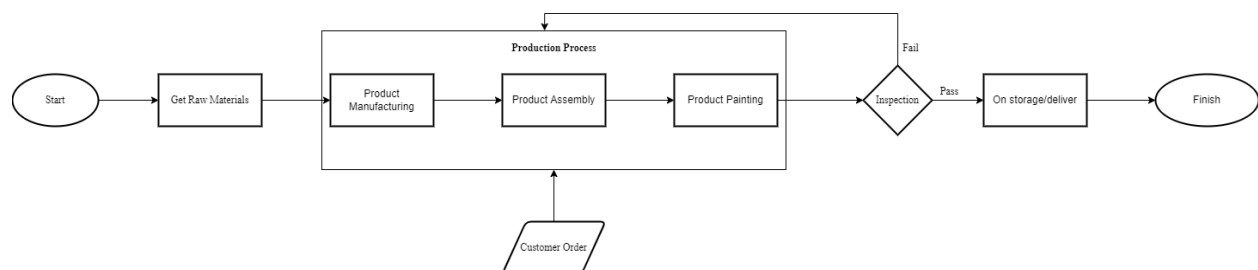 Production Process
Fail
Start
Get Raw Materials
Product
Manufacturing
Product Assembly
Product Painting
Inspection
Pass
On storage/deliver
Finish
Customer Order